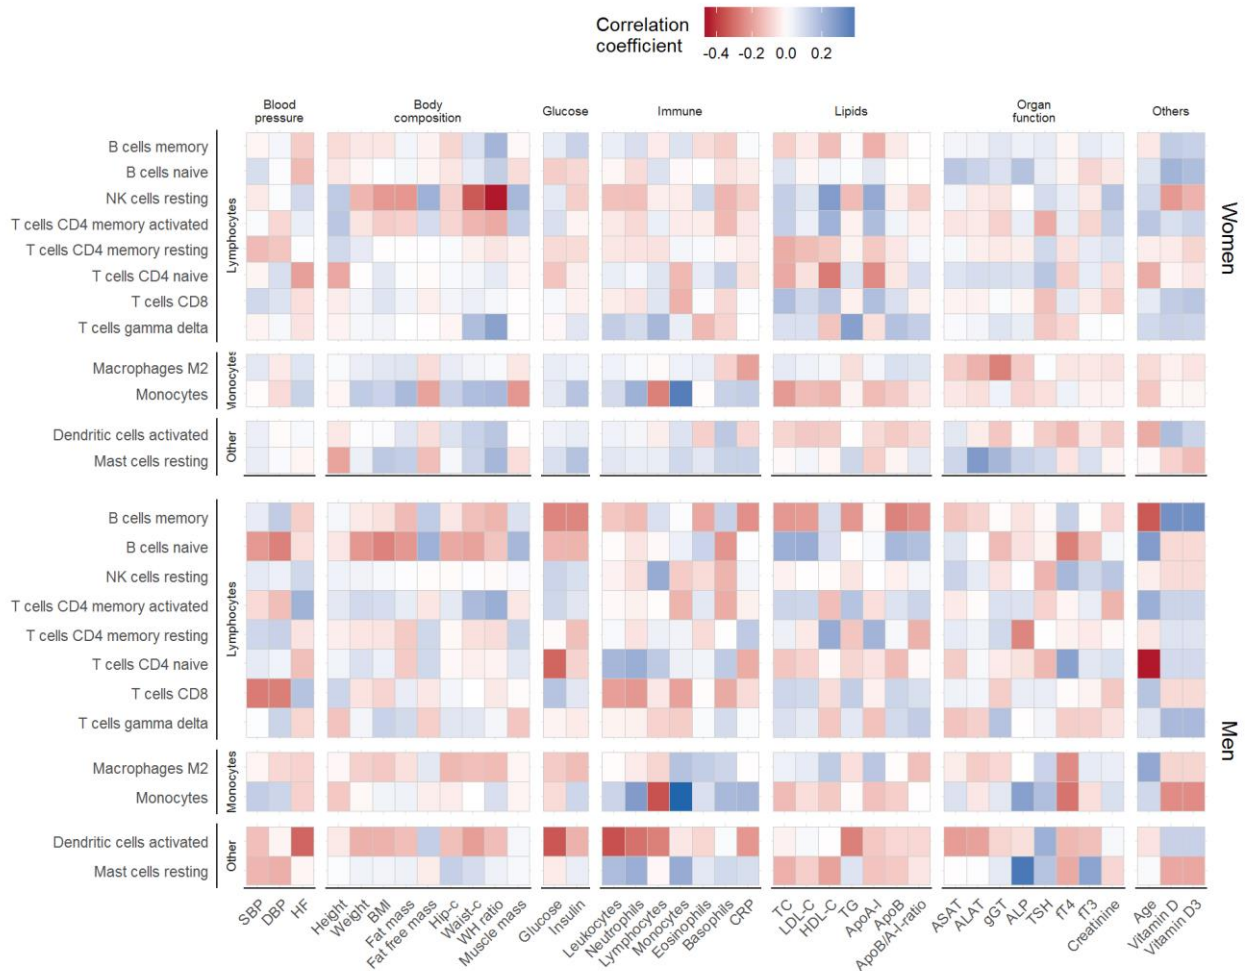 Correlation
coefficient
-0.4 -0.2 0.0 0.2
Blood
pressure
Body
composition
Glucose
Immune
Lipids
Organ
function
Others
Women
Lymphocytes
B cells memory
B cells naive
NK cells resting
T cells CD4 memory activated
T cells CD4 memory resting
T cells CD4 naive
T cells CD8
T cells gamma delta
Monocytes
Macrophages M2
Monocytes
Other
Dendritic cells activated
Mast cells resting
Men
Lymphocytes
B cells memory
B cells naive
NK cells resting
T cells CD4 memory activated
T cells CD4 memory resting
T cells CD4 naive
T cells CD8
T cells gamma delta
Monocytes
Macrophages M2
Monocytes
Other
Dendritic cells activated
Mast cells resting
SBP
DBP
HF
Height
Weight
BMI
Fat mass
Fat free mass
Hip-c
Waist-c
WH ratio
Muscle mass
Glucose
Insulin
Leukocytes
Neutrophils
Lymphocytes
Monocytes
Eosinophils
Basophils
CRP
TC
LDL-C
HDL-C
TG
ApoA-I
ApoB
ApoB/A-I-ratio
ASAT
ALAT
gGT
ALP
TSH
fT4
fT3
Creatinine
Age
Vitamin D
Vitamin D3